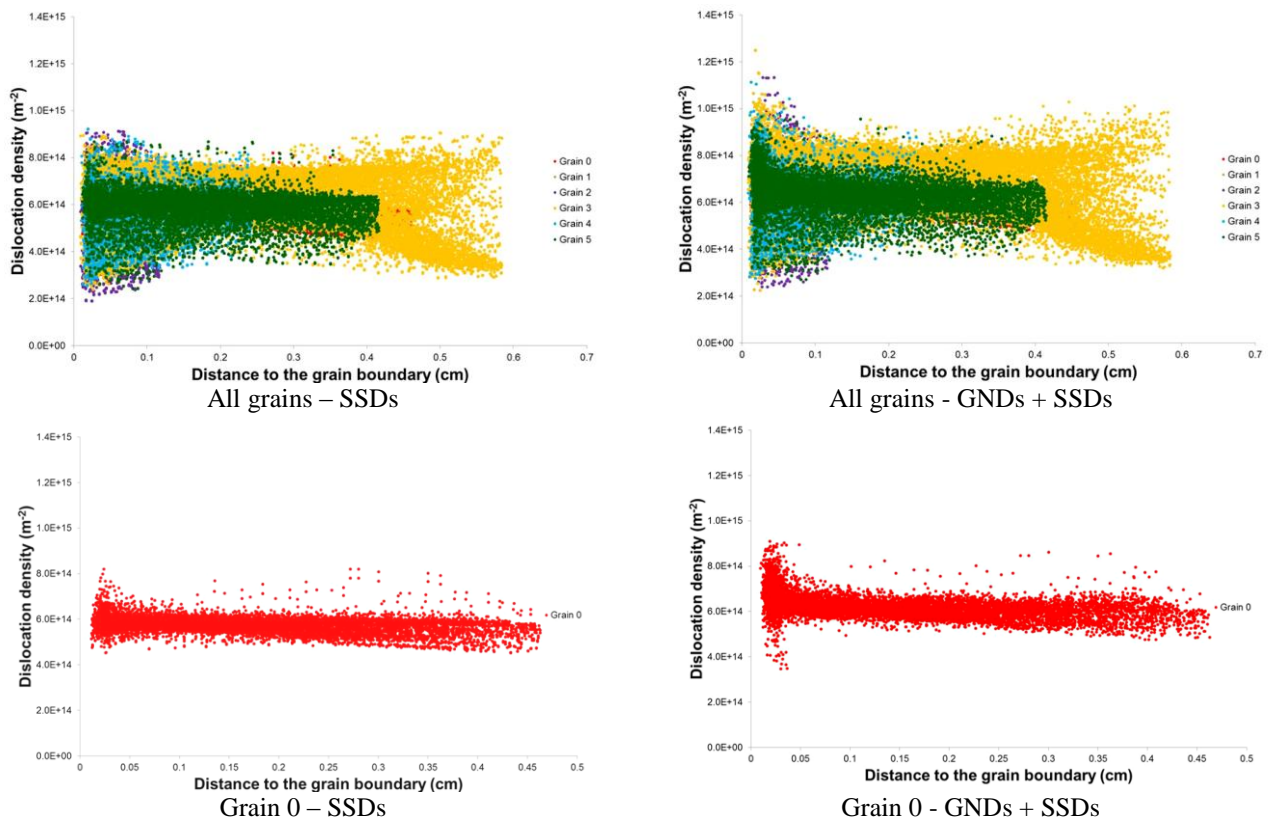 1.4E+15
1.2E+15
1.0E+15
8.0E+14
6.0E+14
4.0E+14
2.0E+14
0.0E+00
Dislocation density (m-2)
0
0.1
0.2
0.3
0.4
0.5
0.6
0.7
Distance to the grain boundary (cm)
Grain 0
Grain 1
Grain 2
Grain 3
Grain 4
Grain 5
All grains – SSDs
1.4E+15
1.2E+15
1.0E+15
8.0E+14
6.0E+14
4.0E+14
2.0E+14
0.0E+00
Dislocation density (m-2)
0
0.1
0.2
0.3
0.4
0.5
0.6
0.7
Distance to the grain boundary (cm)
Grain 0
Grain 1
Grain 2
Grain 3
Grain 4
Grain 5
All grains - GNDs + SSDs
1.4E+15
1.2E+15
1.0E+15
8.0E+14
6.0E+14
4.0E+14
2.0E+14
0.0E+00
Dislocation density (m-2)
0
0.05
0.1
0.15
0.2
0.25
0.3
0.35
0.4
0.45
0.5
Distance to the grain boundary (cm)
Grain 0
Grain 0 – SSDs
1.4E+15
1.2E+15
1.0E+15
8.0E+14
6.0E+14
4.0E+14
2.0E+14
0.0E+00
Dislocation density (m-2)
0
0.05
0.1
0.15
0.2
0.25
0.3
0.35
0.4
0.45
0.5
Distance to the grain boundary (cm)
Grain 0
Grain 0 - GNDs + SSDs